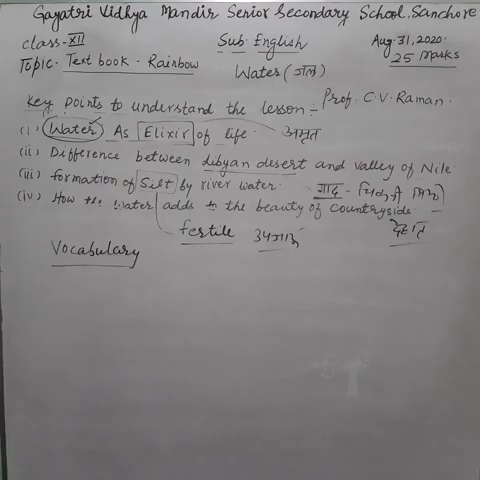 Gayatri Vidhya Mandir Senior Secondary School, Sanchore
Class-XII Sub. English Aug. 31, 2020
Topic- Text book - Rainbow 25 Marks
Water (जल)
Key points to understand the lesson :- Prof. C.V. Raman.
(i) Water As Elixir of life. अमृत
(ii) Difference between dibyan desert and valley of Nile.
(iii) formation of Silt by river water. गाद - चिकनी मिट्टी
(iv) How the water adds to the beauty of Countryside.
fertile उपजाऊ देहात
Vocabulary